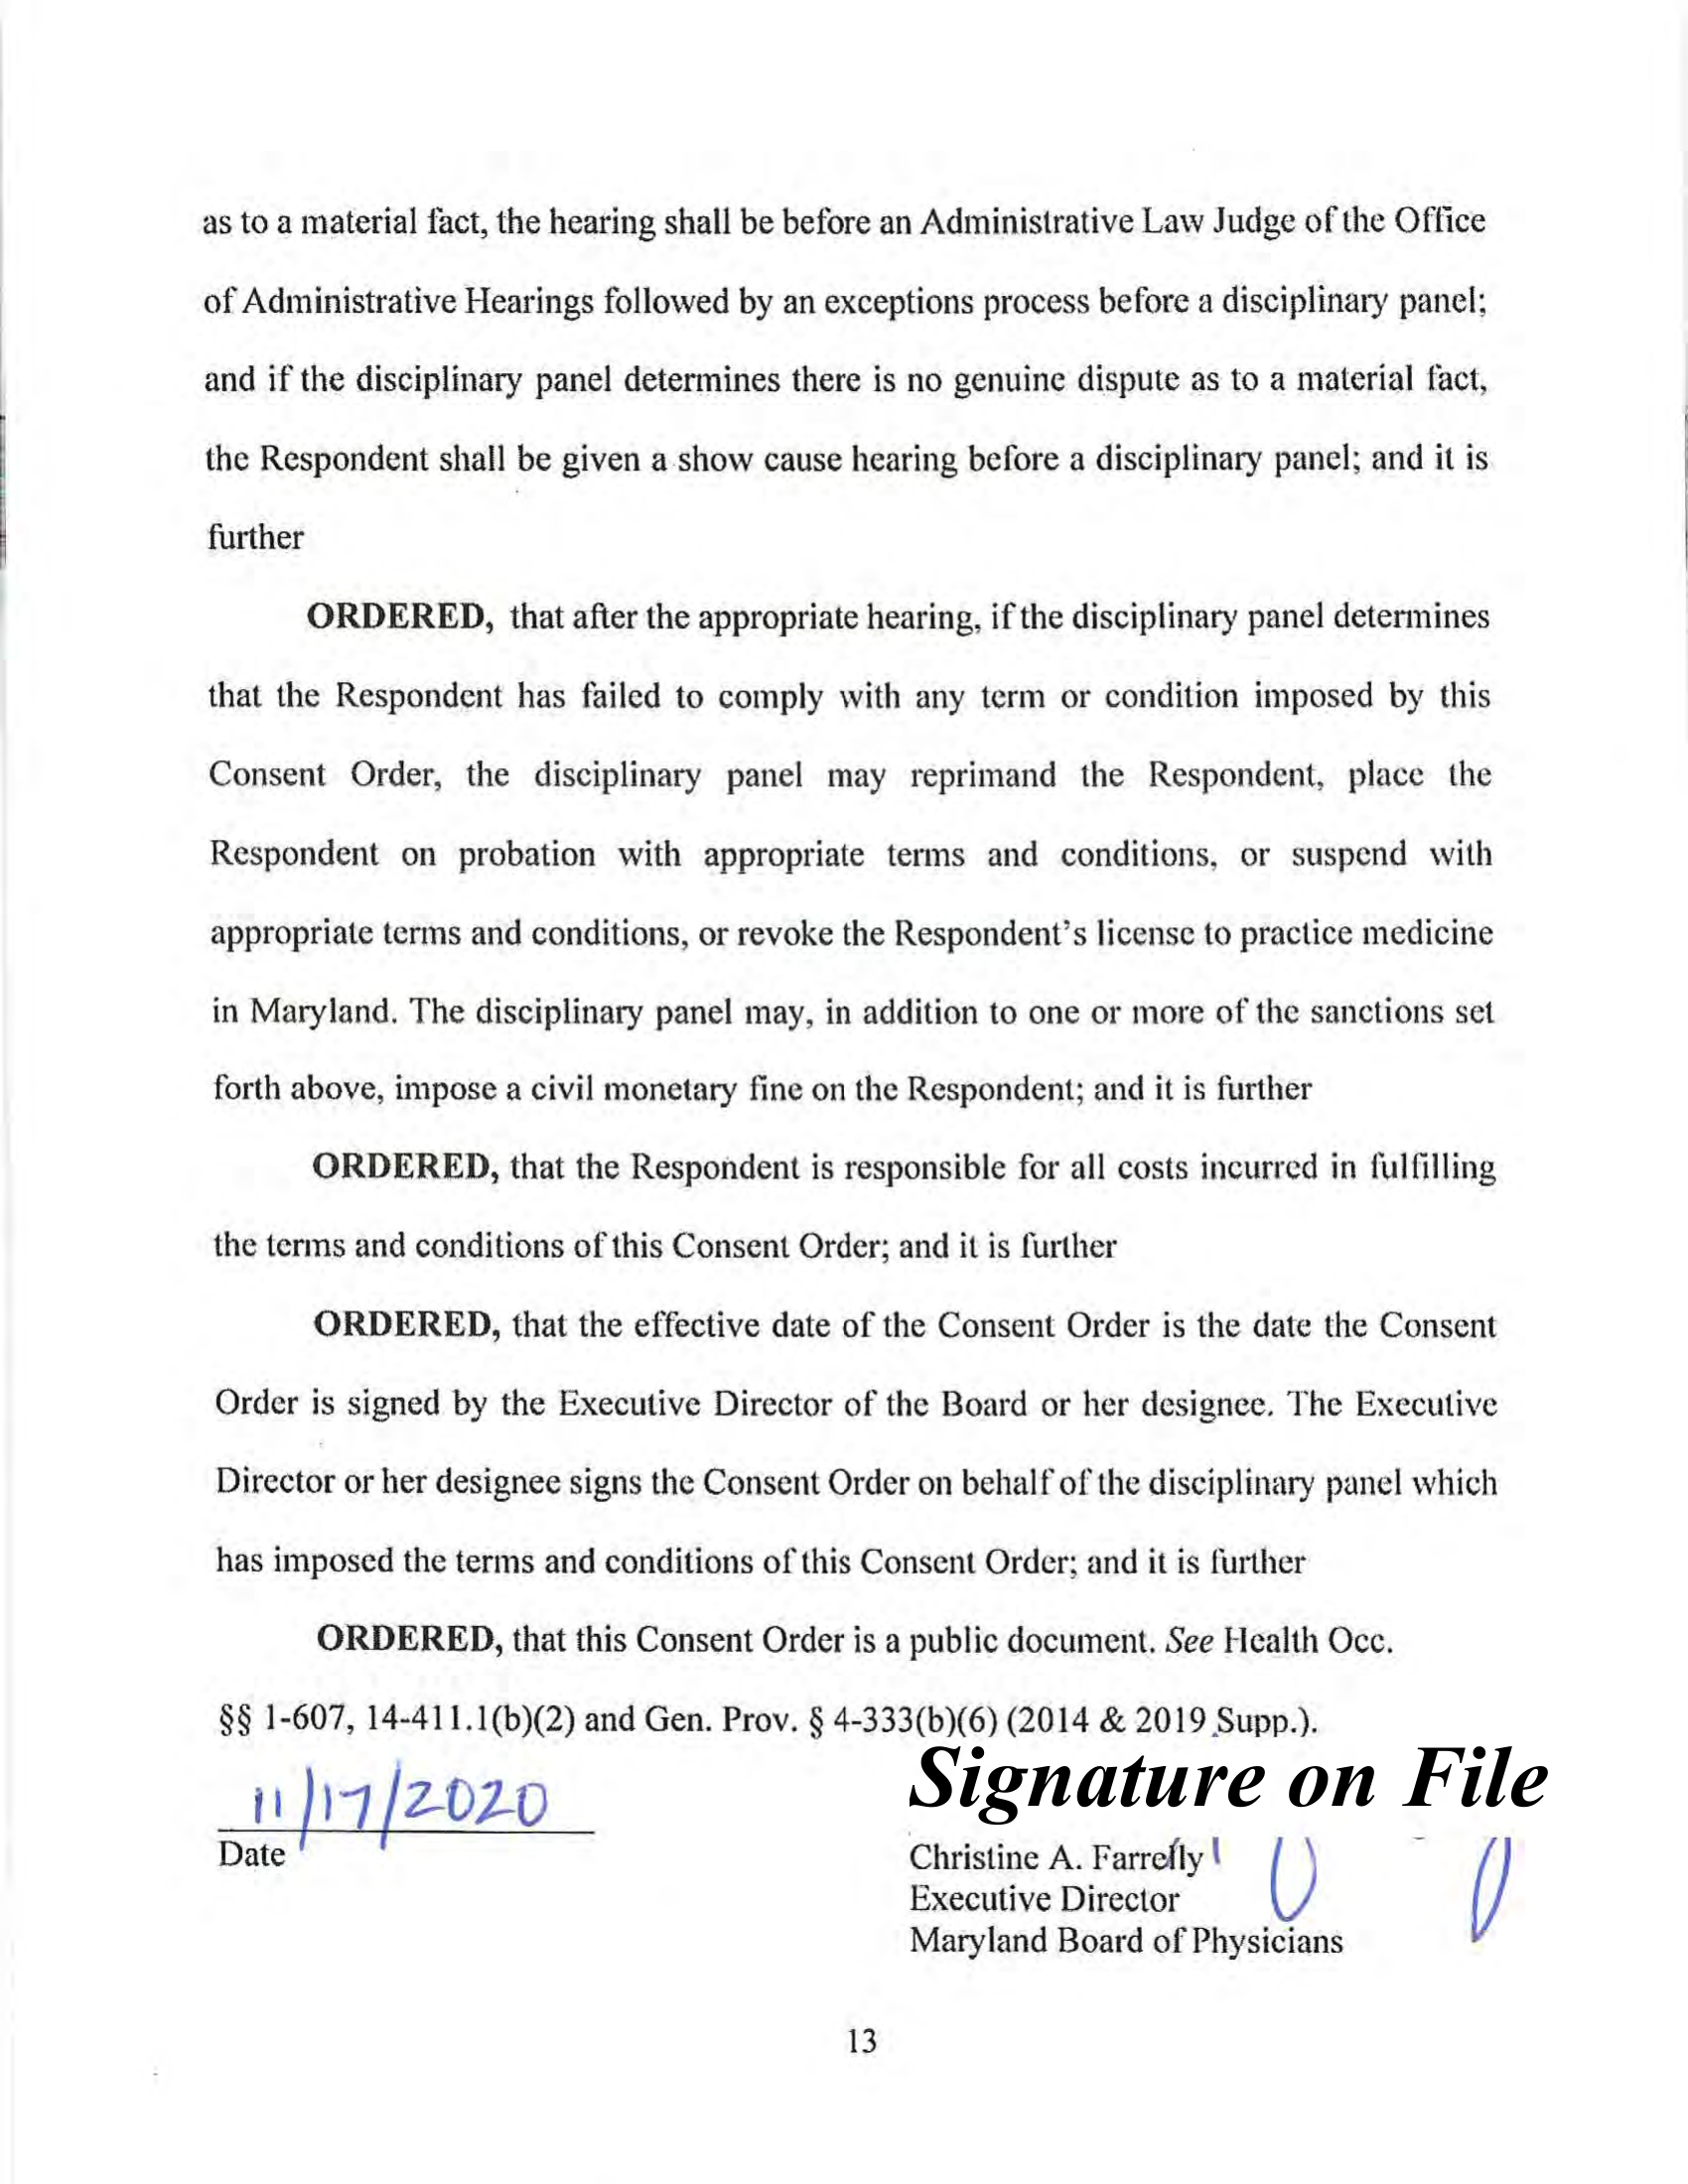 as to a material fact, the hearing shall be before an Administrative Law Judge of the Office
of Administrative Hearings followed by an exceptions process before a disciplinary panel;
and if the disciplinary panel determines there is no genuine dispute as to a material fact,
the Respondent shall be given a show cause hearing before a disciplinary panel; and it is
further
ORDERED, that after the appropriate hearing, if the disciplinary panel determines
that the Respondent has failed to comply with any term or condition imposed by this
Consent Order, the disciplinary panel may reprimand the Respondent, place the
Respondent on probation with appropriate terms and conditions, or suspend with
appropriate terms and conditions, or revoke the Respondent's license to practice medicine
in Maryland. The disciplinary panel may, in addition to one or more of the sanctions set
forth above, impose a civil monetary fine on the Respondent; and it is further
ORDERED, that the Respondent is responsible for all costs incurred in fulfilling
the terms and conditions of this Consent Order; and it is further
ORDERED, that the effective date of the Consent Order is the date the Consent
Order is signed by the Executive Director of the Board or her designee. The Executive
Director or her designee signs the Consent Order on behalf of the disciplinary panel which
has imposed the terms and conditions of this Consent Order; and it is further
ORDERED, that this Consent Order is a public document. See Health Occ.
§§ 1-607, 14-411.1(b)(2) and Gen. Prov. § 4-333(b)(6) (2014 & 2019 Supp.).
11/17/2020
Signature on File
Date
Christine A. Farrelly
Executive Director
Maryland Board of Physicians
13